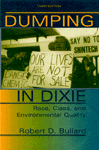 THIRD EDITION
DUMPING
SAY NO
TO
SHINTECH
OUR LIVES
ARE NOT
FOR SALE
IN DIXIE
Race, Class, and
Environmental Quality
Robert D. Bullard